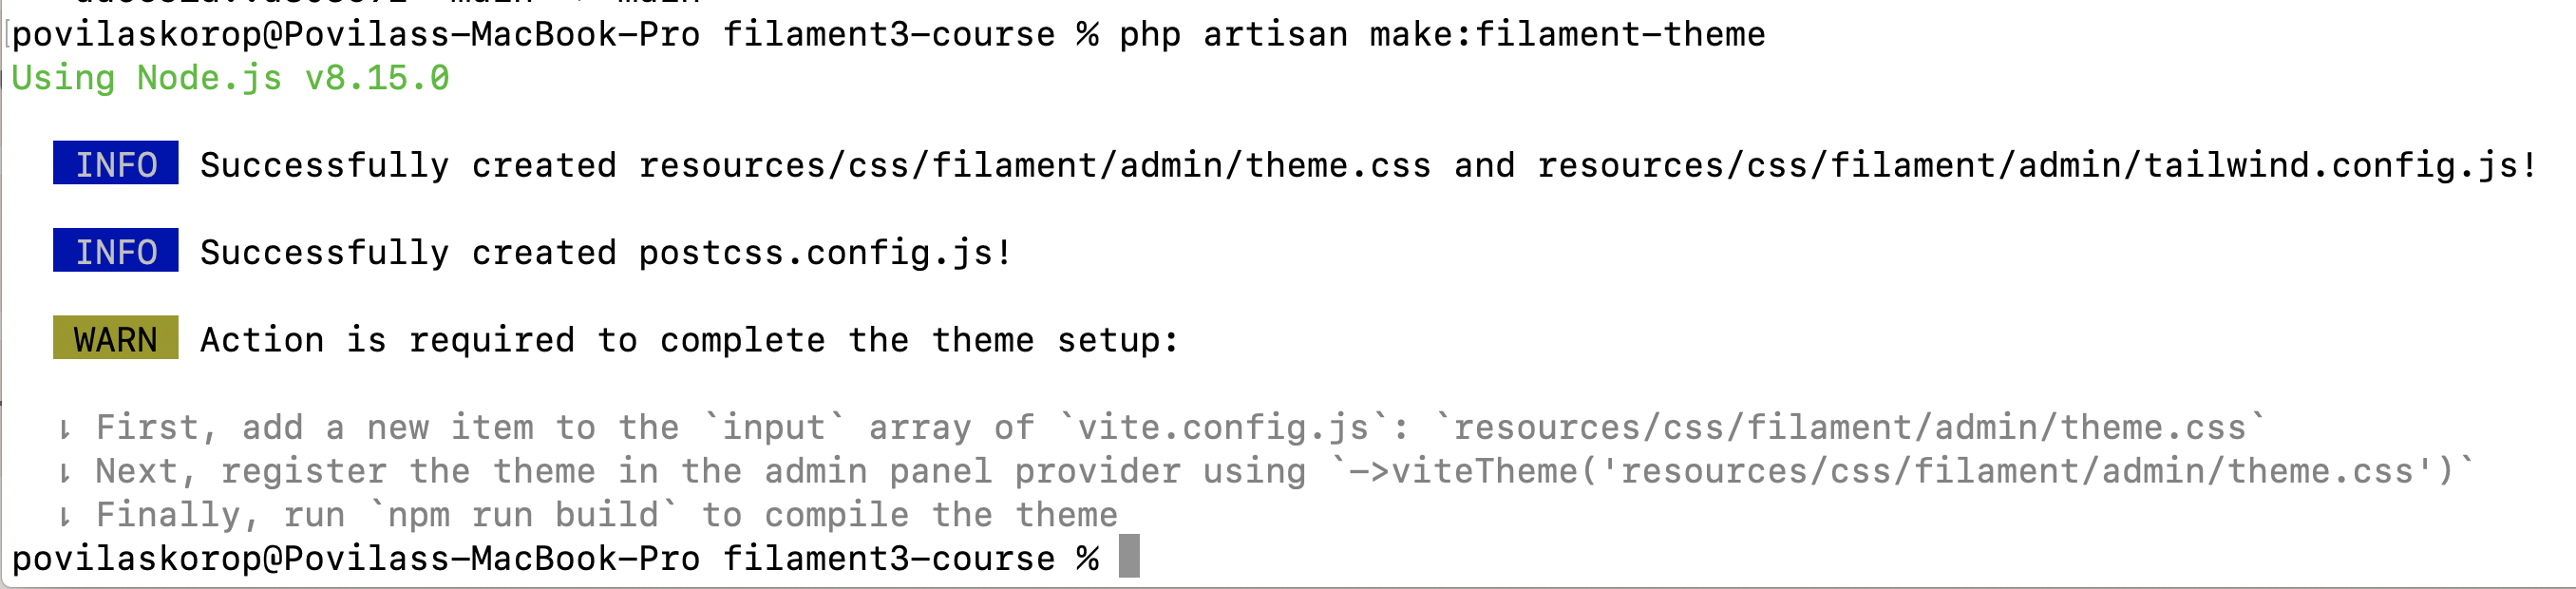 povilaskorop@Povilass-MacBook-Pro filament3-course % php artisan make:filament-theme
Using Node.js v8.15.0
INFO Successfully created resources/css/filament/admin/theme.css and resources/css/filament/admin/tailwind.config.js!
INFO Successfully created postcss.config.js!
WARN Action is required to complete the theme setup:
⇂ First, add a new item to the `input` array of `vite.config.js`: `resources/css/filament/admin/theme.css`
⇂ Next, register the theme in the admin panel provider using `->viteTheme('resources/css/filament/admin/theme.css')`
⇂ Finally, run `npm run build` to compile the theme
povilaskorop@Povilass-MacBook-Pro filament3-course %